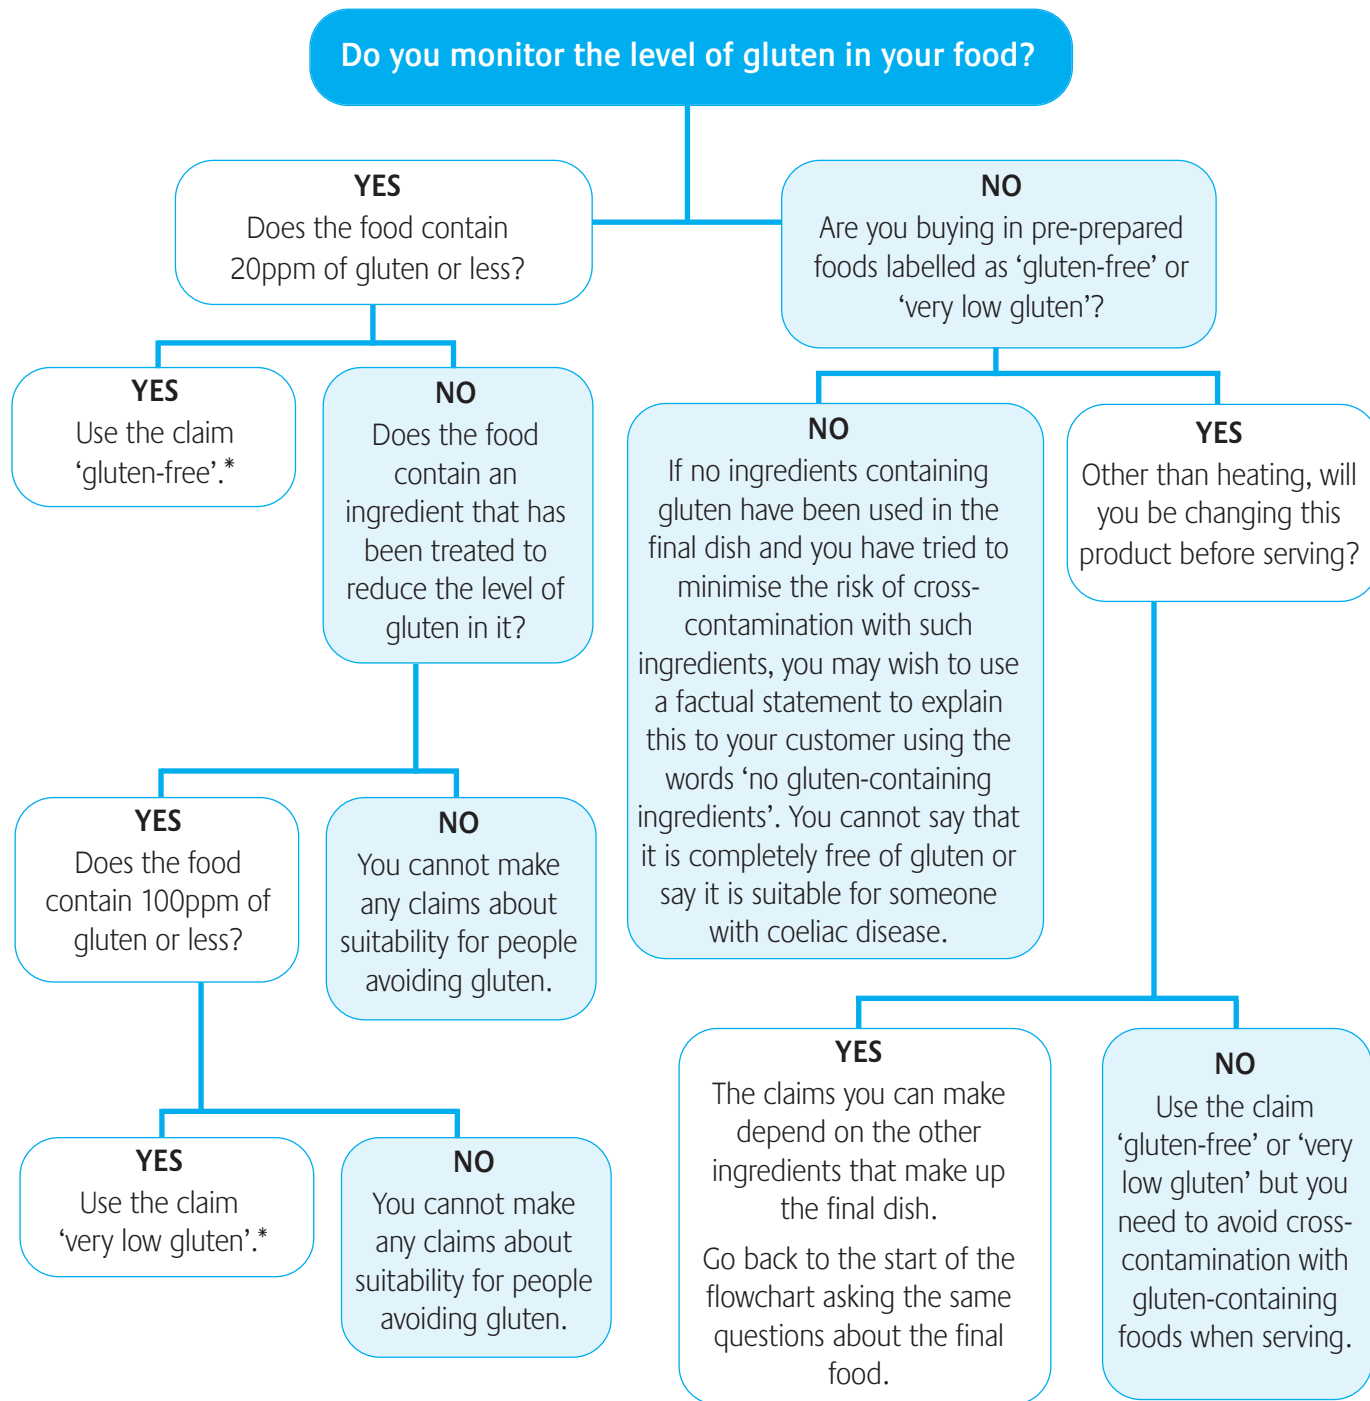 Do you monitor the level of gluten in your food?
YES
Does the food contain
20ppm of gluten or less?
NO
Are you buying in pre-prepared
foods labelled as ‘gluten-free’ or
‘very low gluten’?
YES
Use the claim
‘gluten-free’.*
NO
Does the food
contain an
ingredient that has
been treated to
reduce the level of
gluten in it?
NO
If no ingredients containing
gluten have been used in the
final dish and you have tried to
minimise the risk of cross-
contamination with such
ingredients, you may wish to use
a factual statement to explain
this to your customer using the
words ‘no gluten-containing
ingredients’. You cannot say that
it is completely free of gluten or
say it is suitable for someone
with coeliac disease.
YES
Other than heating, will
you be changing this
product before serving?
YES
Does the food
contain 100ppm of
gluten or less?
NO
You cannot make
any claims about
suitability for people
avoiding gluten.
YES
Use the claim
‘very low gluten’.*
NO
You cannot make
any claims about
suitability for people
avoiding gluten.
YES
The claims you can make
depend on the other
ingredients that make up
the final dish.
Go back to the start of the
flowchart asking the same
questions about the final
food.
NO
Use the claim
‘gluten-free’ or ‘very
low gluten’ but you
need to avoid cross-
contamination with
gluten-containing
foods when serving.